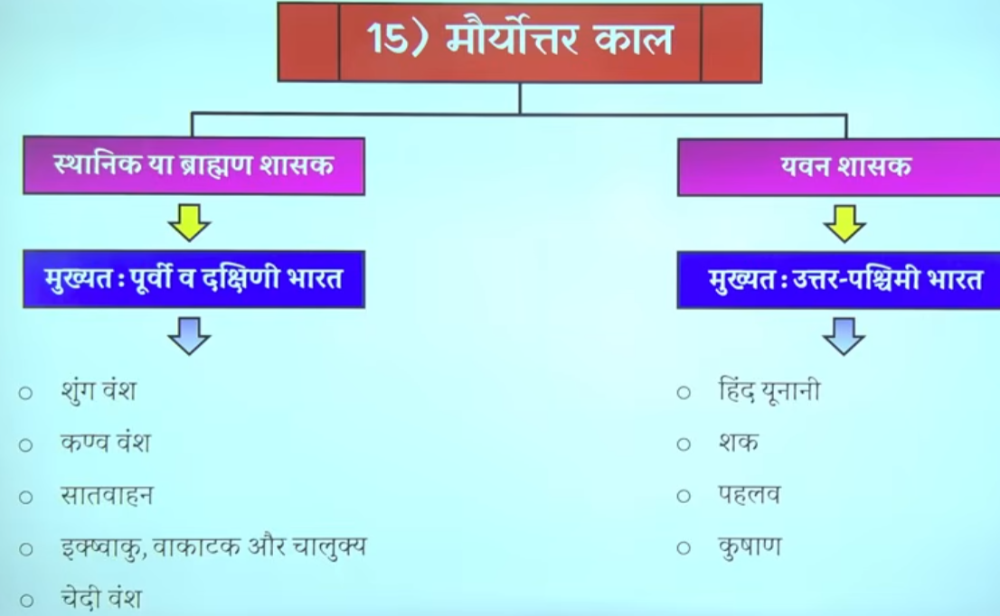 15) मौर्योत्तर काल
स्थानिक या ब्राह्मण शासक
मुख्यत : पूर्वी व दक्षिणी भारत
शुंग वंश
कण्व वंश
सातवाहन
इक्ष्वाकु, वाकाटक और चालुक्य
चेदी वंश
यवन शासक
मुख्यत : उत्तर-पश्चिमी भारत
हिंद यूनानी
शक
पहलव
कुषाण